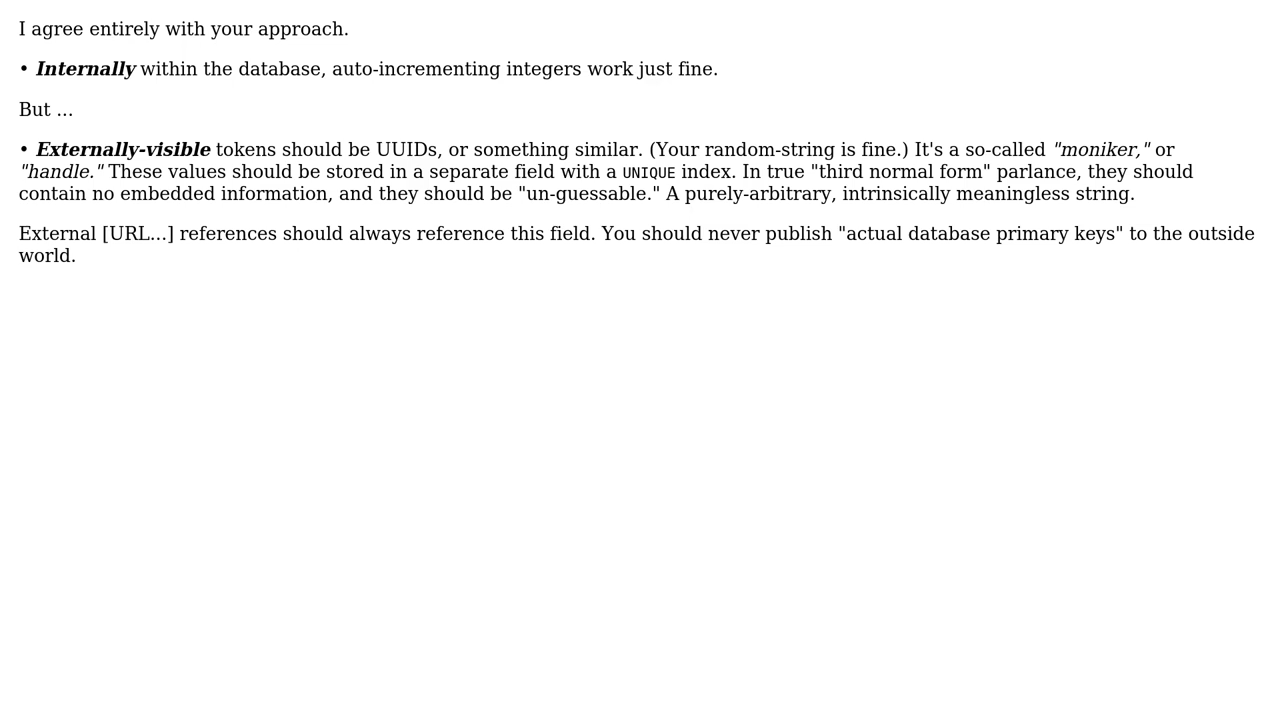 I agree entirely with your approach.
• Internally within the database, auto-incrementing integers work just fine.
But ...
• Externally-visible tokens should be UUIDs, or something similar. (Your random-string is fine.) It's a so-called "moniker," or
"handle." These values should be stored in a separate field with a UNIQUE index. In true "third normal form" parlance, they should
contain no embedded information, and they should be "un-guessable." A purely-arbitrary, intrinsically meaningless string.
External [URL...] references should always reference this field. You should never publish "actual database primary keys" to the outside
world.